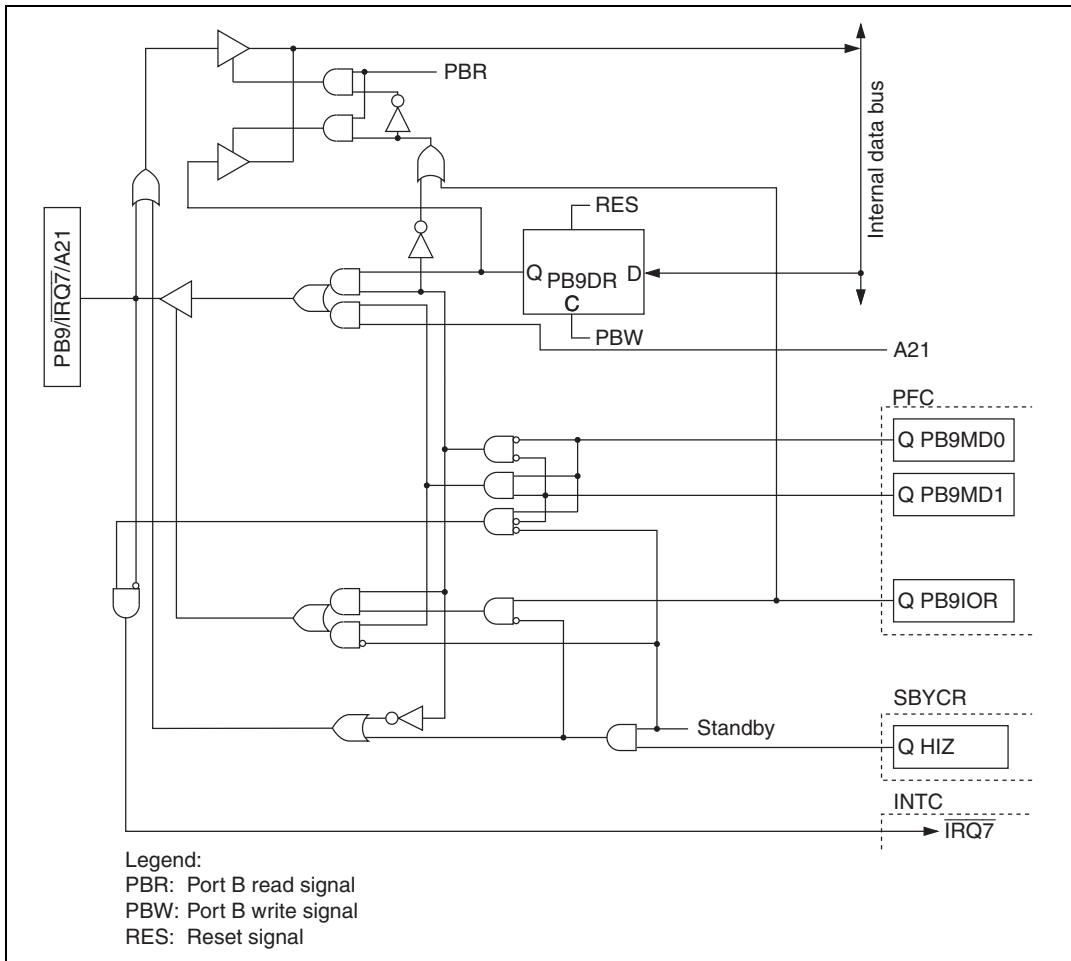 PBR
Internal data bus
RES
PB9/IRQ7/A21
Q PB9DR D
C
PBW
A21
PFC
Q PB9MD0
Q PB9MD1
Q PB9IOR
SBYCR
Standby
Q HIZ
INTC
IRQ7
Legend:
PBR: Port B read signal
PBW: Port B write signal
RES: Reset signal